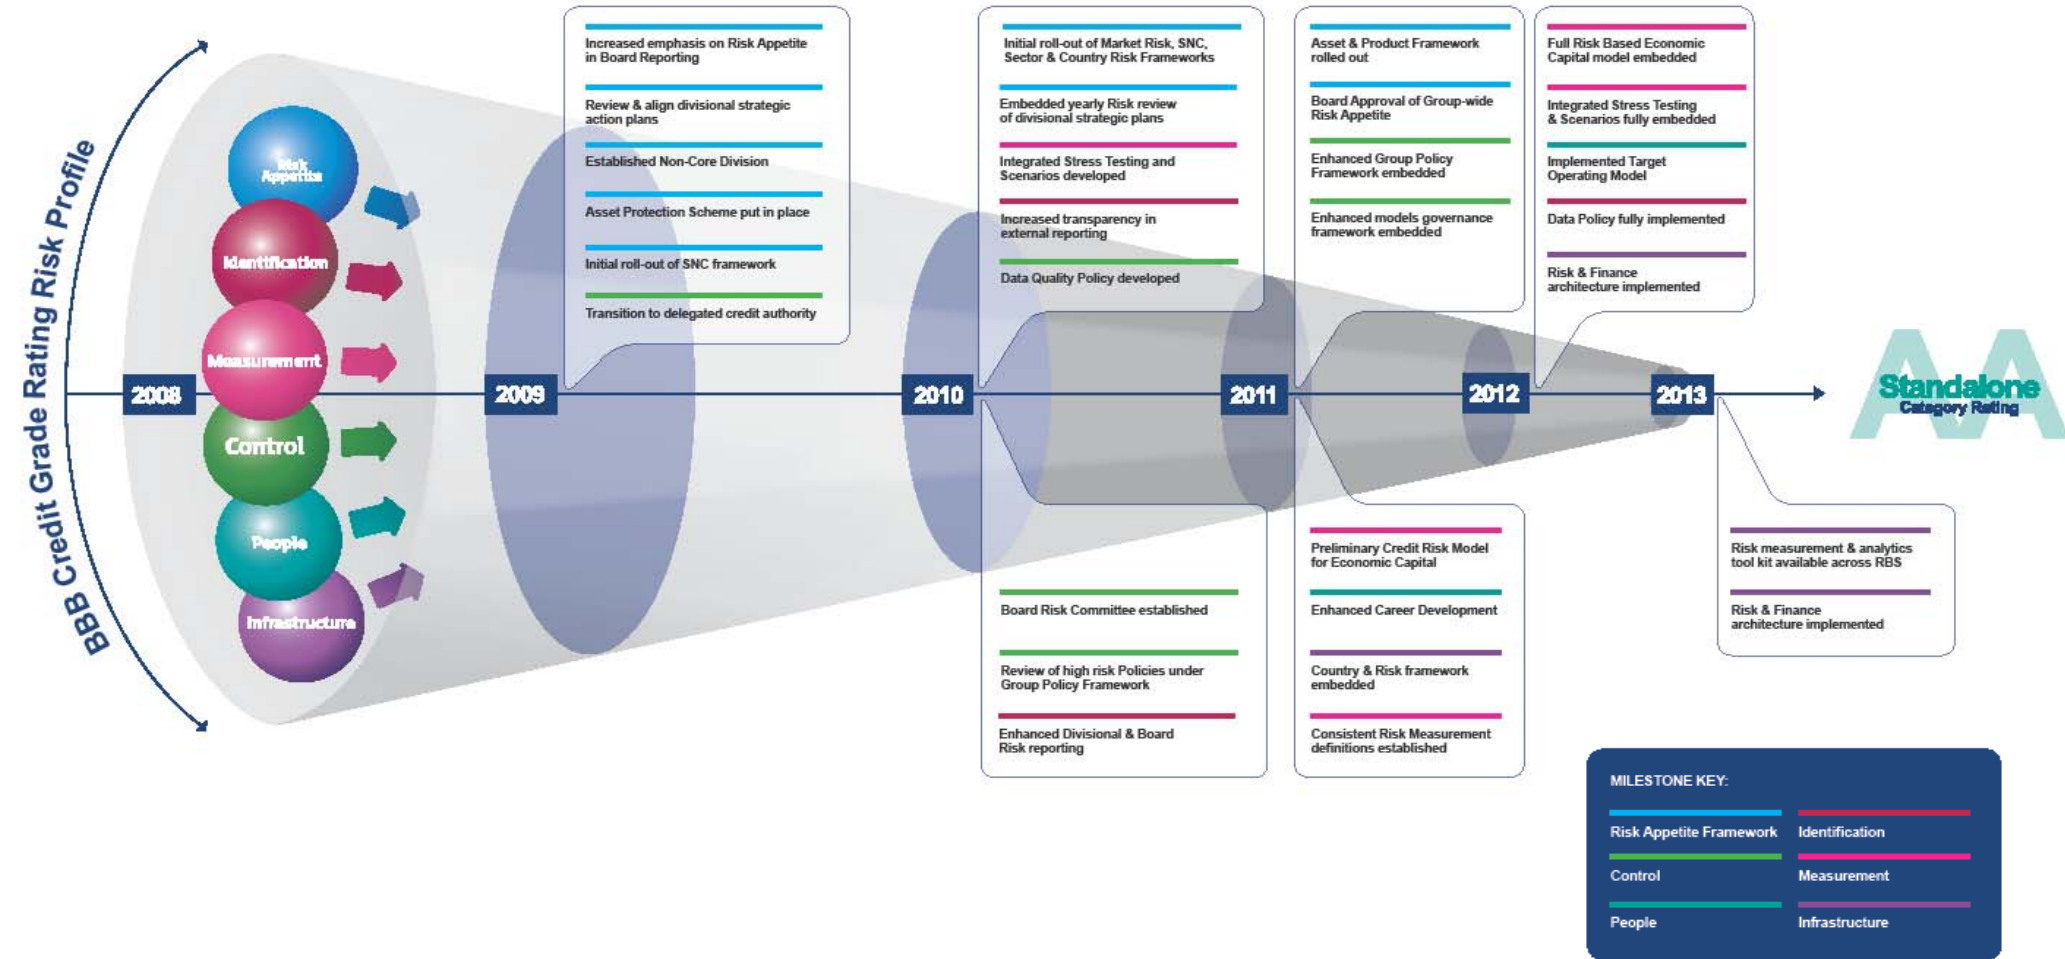 BBB Credit Grade Rating Risk Profile
Risk
Appetite
Identification
Measurement
Control
People
Infrastructure
2008
2009
Increased emphasis on Risk Appetite
in Board Reporting
Review & align divisional strategic
action plans
Established Non-Core Division
Asset Protection Scheme put in place
Initial roll-out of SNC framework
Transition to delegated credit authority
2010
Initial roll-out of Market Risk, SNC,
Sector & Country Risk Frameworks
Embedded yearly Risk review
of divisional strategic plans
Integrated Stress Testing and
Scenarios developed
Increased transparency in
external reporting
Data Quality Policy developed
Board Risk Committee established
Review of high risk Policies under
Group Policy Framework
Enhanced Divisional & Board
Risk reporting
2011
Asset & Product Framework
rolled out
Board Approval of Group-wide
Risk Appetite
Enhanced Group Policy
Framework embedded
Enhanced models governance
framework embedded
Preliminary Credit Risk Model
for Economic Capital
Enhanced Career Development
Country & Risk framework
embedded
Consistent Risk Measurement
definitions established
2012
Full Risk Based Economic
Capital model embedded
Integrated Stress Testing
& Scenarios fully embedded
Implemented Target
Operating Model
Data Policy fully implemented
Risk & Finance
architecture implemented
2013
Risk measurement & analytics
tool kit available across RBS
Risk & Finance
architecture implemented
AA
Standalone
Category Rating
MILESTONE KEY:
Risk Appetite Framework
Identification
Control
Measurement
People
Infrastructure